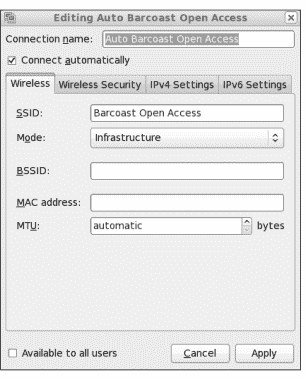 Editing Auto Barcoast Open Access
Connection name: Auto Barcoast Open Access
Connect automatically
Wireless Wireless Security IPv4 Settings IPv6 Settings
SSID: Barcoast Open Access
Mode: Infrastructure
BSSID:
MAC address:
MTU: automatic bytes
Available to all users Cancel Apply